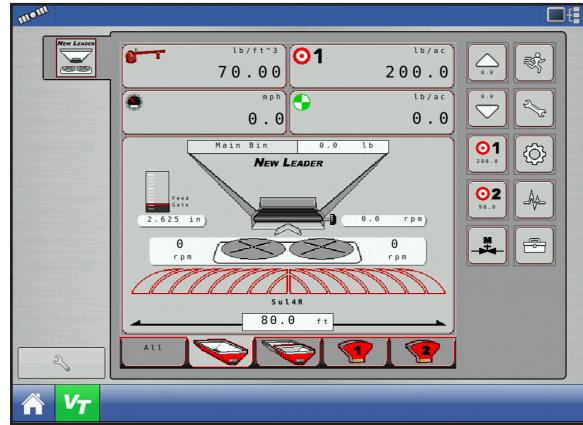 NEW LEADER
lb/ft^3
70.00
1
lb/ac
200.0
mph
0.0
lb/ac
0.0
0.0
0.0
1
200.0
2
90.0
M
Main Bin
0.0 lb
NEW LEADER
Feed
Gate
2.625 in
0.0 rpm
0
rpm
0
rpm
Sul4R
80.0 ft
All
1
2
VT